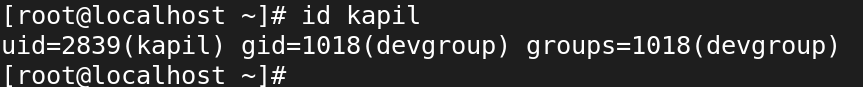 [root@localhost ~]# id kapil
uid=2839(kapil) gid=1018(devgroup) groups=1018(devgroup)
[root@localhost ~]#